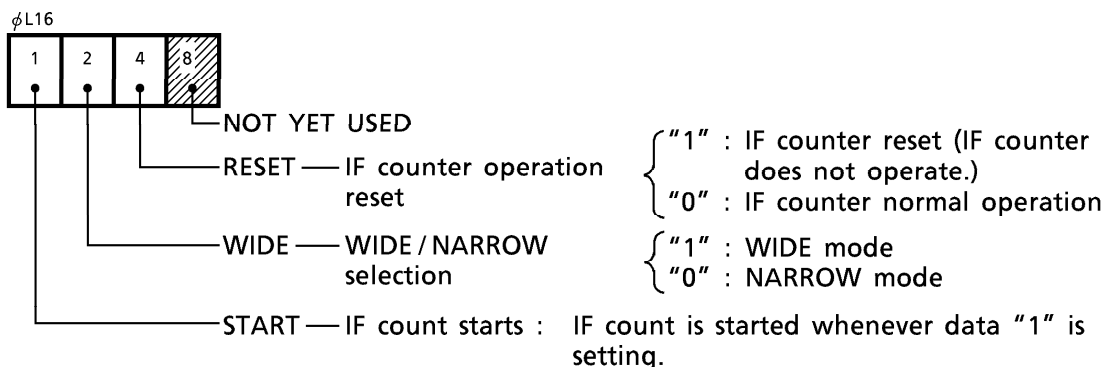 ϕL16
1 2 4 8
NOT YET USED
RESET — IF counter operation reset
"1" : IF counter reset (IF counter does not operate.)
"0" : IF counter normal operation
WIDE — WIDE / NARROW selection
"1" : WIDE mode
"0" : NARROW mode
START — IF count starts : IF count is started whenever data "1" is
setting.